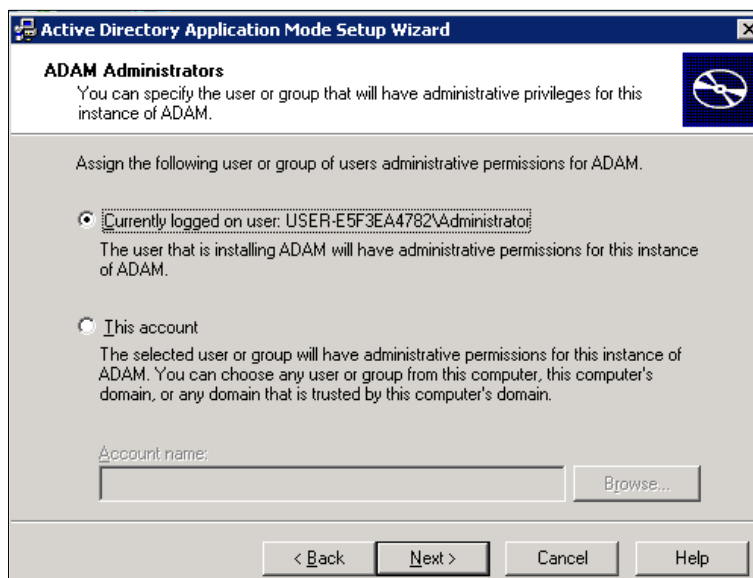 Active Directory Application Mode Setup Wizard
ADAM Administrators
You can specify the user or group that will have administrative privileges for this
instance of ADAM.
Assign the following user or group of users administrative permissions for ADAM.
Currently logged on user: USER-E5F3EA4782\Administrator
The user that is installing ADAM will have administrative permissions for this instance
of ADAM.
This account
The selected user or group will have administrative permissions for this instance of
ADAM. You can choose any user or group from this computer, this computer's
domain, or any domain that is trusted by this computer's domain.
Account name:
Browse...
< Back
Next >
Cancel
Help